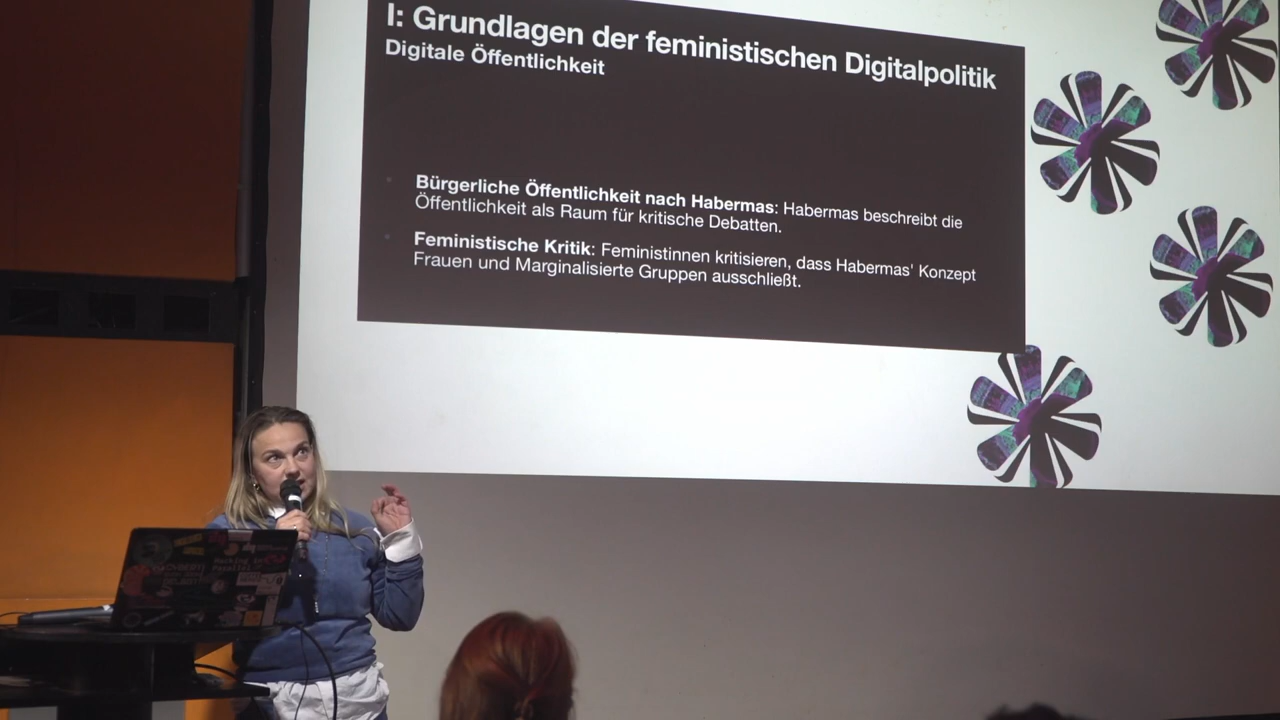 I: Grundlagen der feministischen Digitalpolitik
Digitale Öffentlichkeit
Bürgerliche Öffentlichkeit nach Habermas: Habermas beschreibt die
Öffentlichkeit als Raum für kritische Debatten.
Feministische Kritik: Feministinnen kritisieren, dass Habermas' Konzept
Frauen und Marginalisierte Gruppen ausschließt.